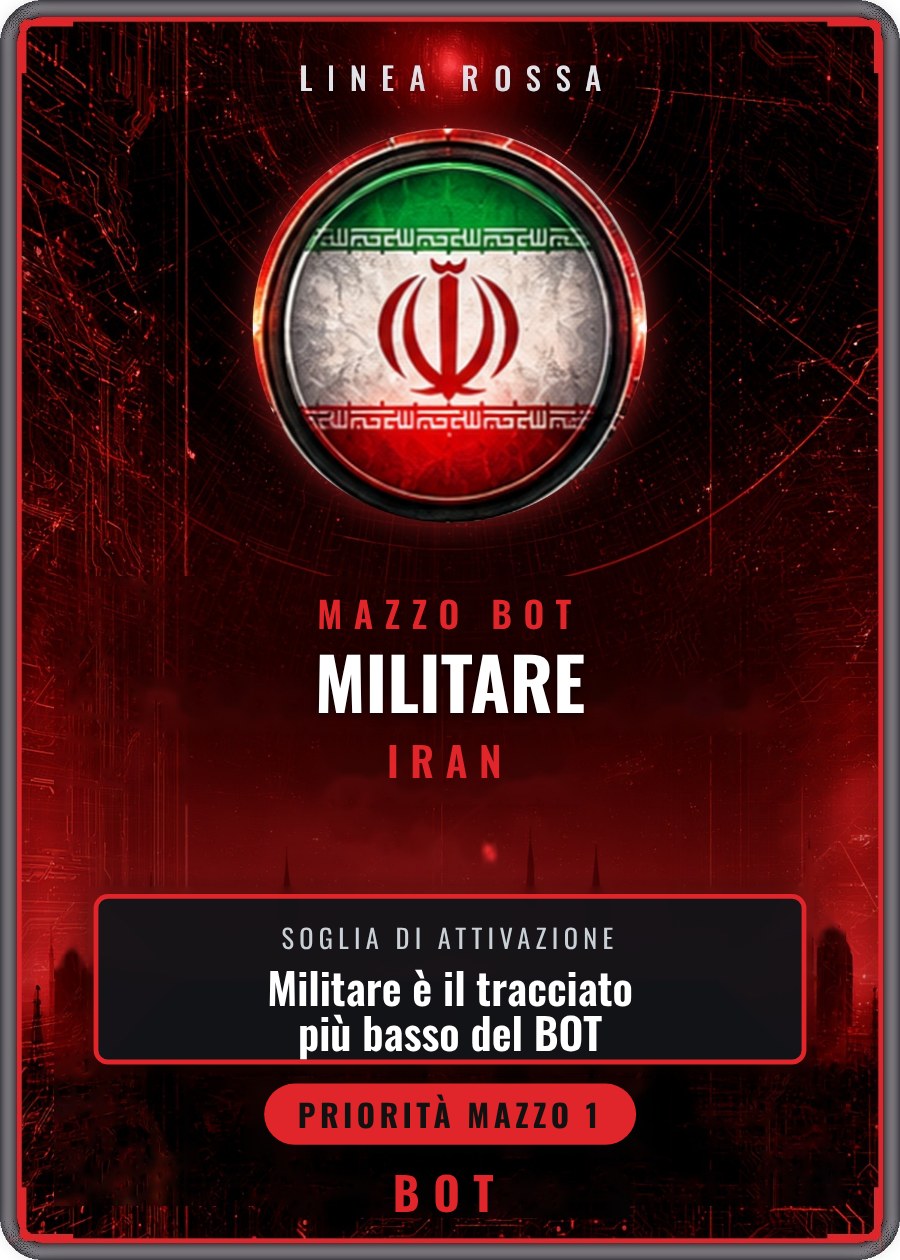 LINEA ROSSA
MAZZO BOT
MILITARE
IRAN
SOGLIA DI ATTIVAZIONE
Militare è il tracciato
più basso del BOT
PRIORITÀ MAZZO 1
BOT